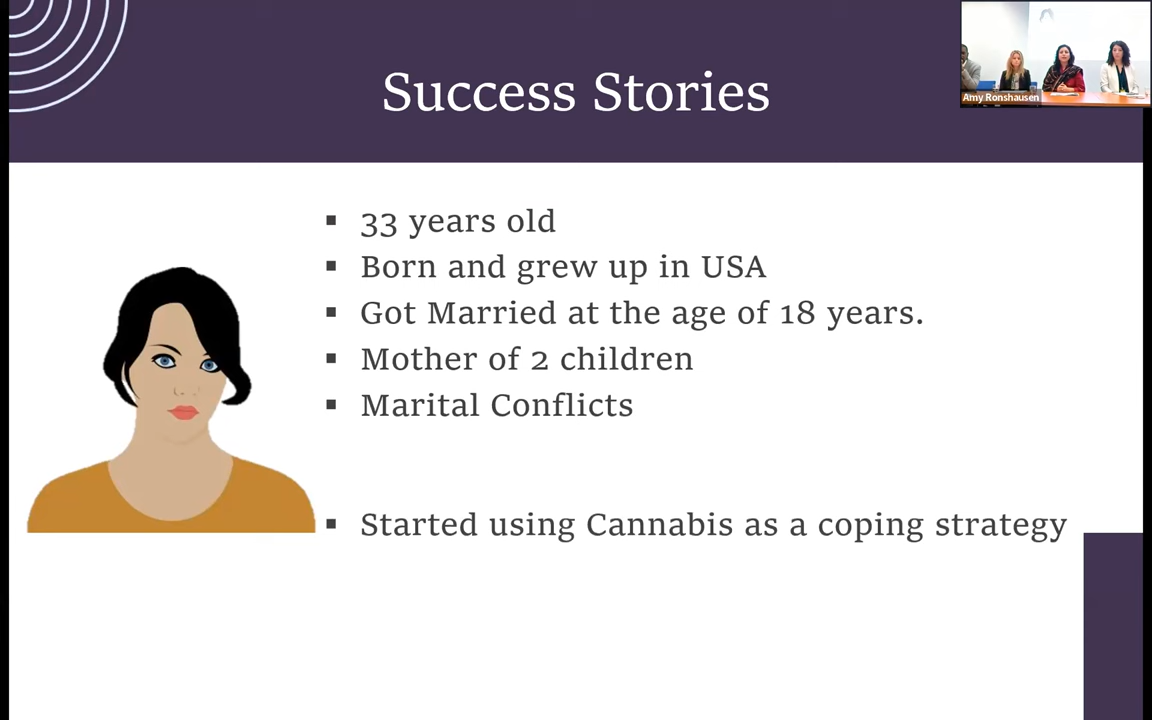 Success Stories
Amy Ronshausen
▪ 33 years old
▪ Born and grew up in USA
▪ Got Married at the age of 18 years.
▪ Mother of 2 children
▪ Marital Conflicts
▪ Started using Cannabis as a coping strategy